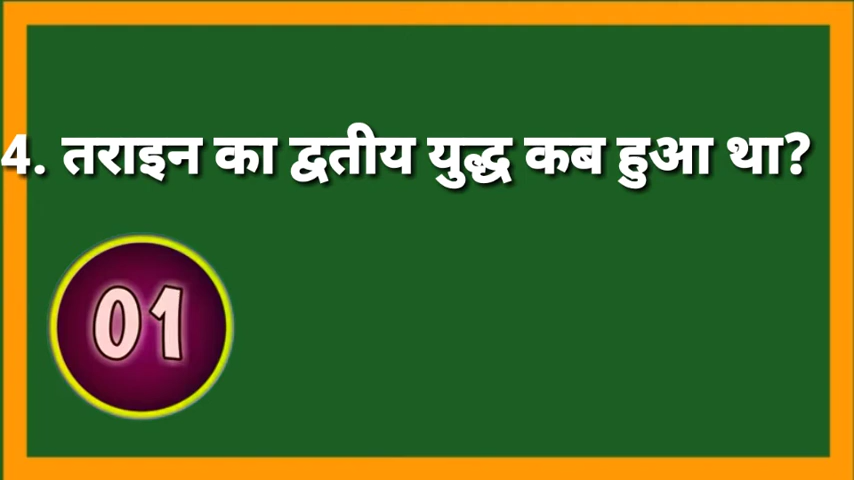 4. तराइन का द्वतीय युद्ध कब हुआ था?
01